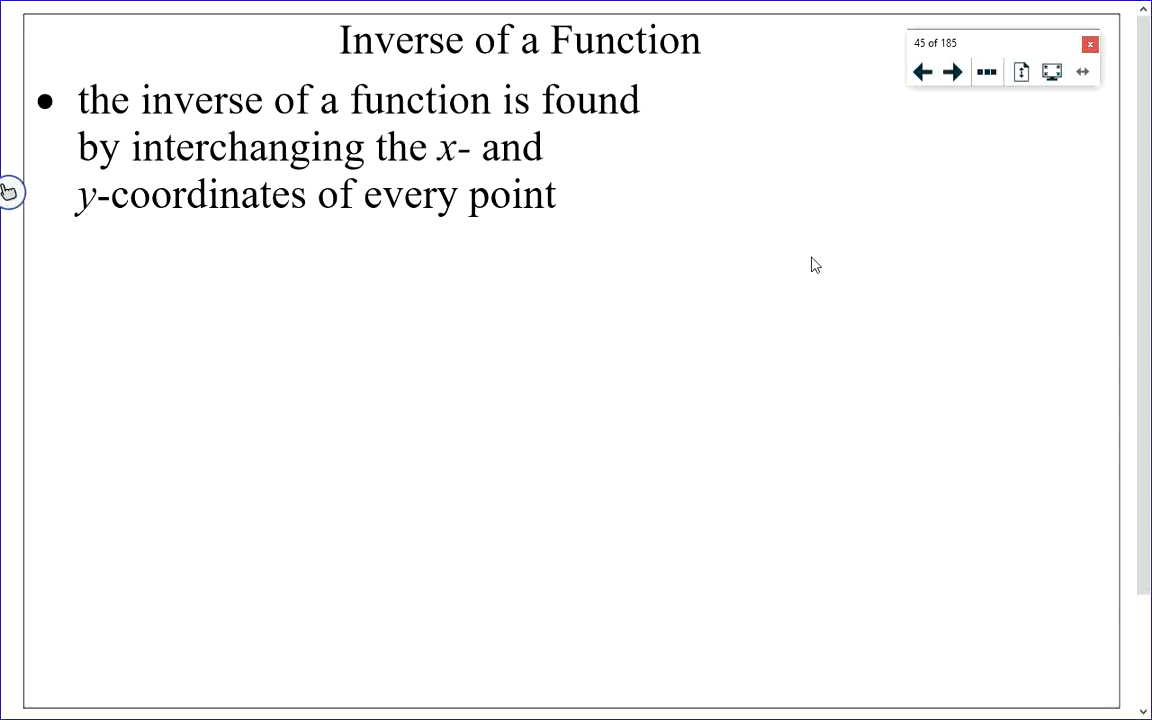 Inverse of a Function
45 of 185
x
● the inverse of a function is found
by interchanging the x- and
y-coordinates of every point